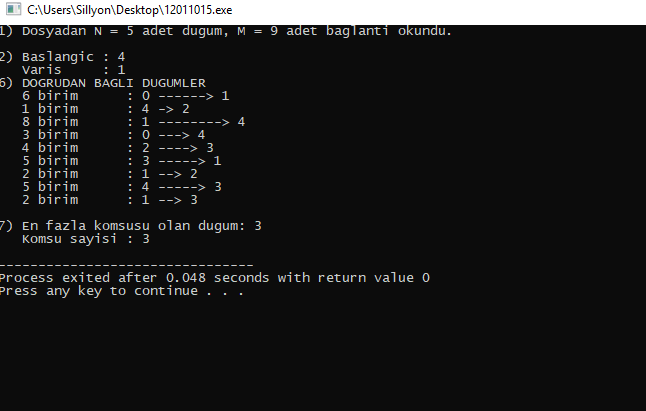 C:\Users\Sillyon\Desktop\12011015.exe
1) Dosyadan N = 5 adet dugum, M = 9 adet baglanti okundu.
2) Baslangic : 4
Varis : 1
6) DOGRUDAN BAGLI DUGUMLER
6 birim : 0 ------> 1
1 birim : 4 -> 2
8 birim : 1 --------> 4
3 birim : 0 ---> 4
4 birim : 2 ----> 3
5 birim : 3 -----> 1
2 birim : 1 --> 2
5 birim : 4 -----> 3
2 birim : 1 --> 3
7) En fazla komsusu olan dugum: 3
Komsu sayisi : 3
--------------------------------
Process exited after 0.048 seconds with return value 0
Press any key to continue . . .